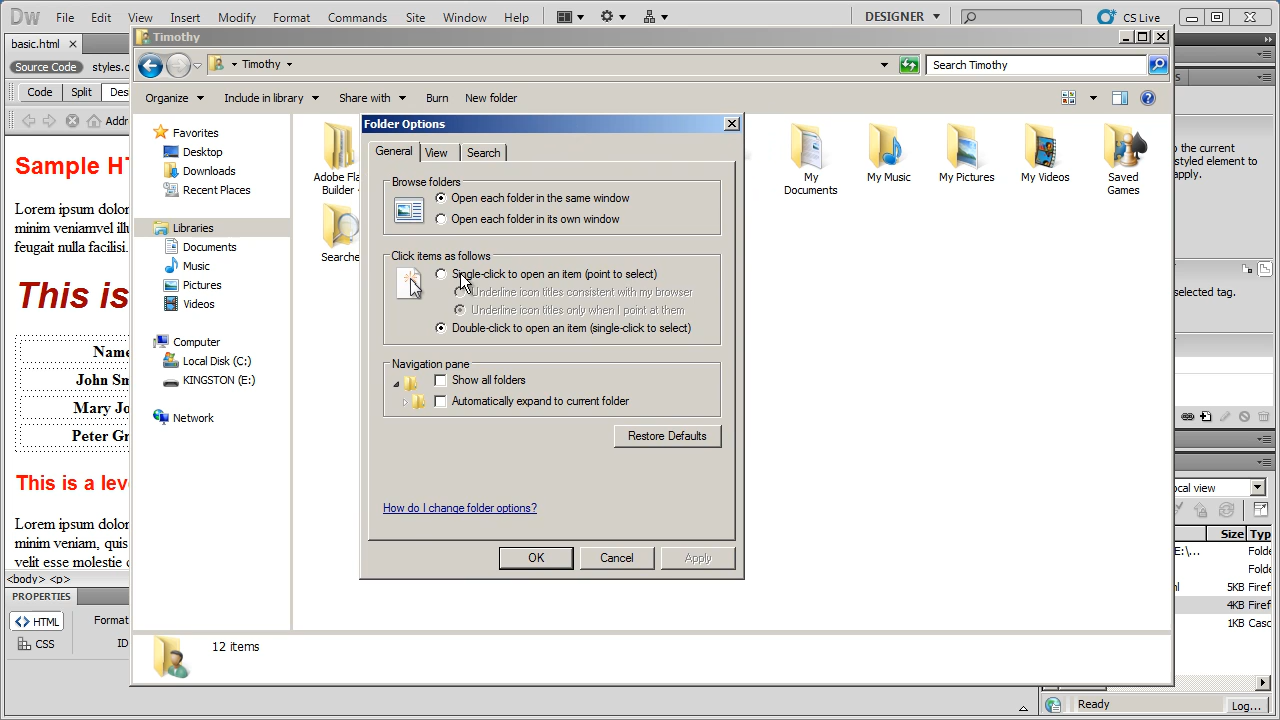 Dw File Edit View Insert Modify Format Commands Site Window Help DESIGNER CS Live
basic.html
Source Code styles.c
Code Split Des
Addr
Timothy
Timothy
Search Timothy
Organize Include in library Share with Burn New folder
Favorites
Desktop
Downloads
Recent Places
Libraries
Documents
Music
Pictures
Videos
Computer
Local Disk (C:)
KINGSTON (E:)
Network
Adobe Fla
Builder
Searche
My
Documents
My Music
My Pictures
My Videos
Saved
Games
Folder Options
General View Search
Browse folders
Open each folder in the same window
Open each folder in its own window
Click items as follows
Single-click to open an item (point to select)
Underline icon titles consistent with my browser
Underline icon titles only when I point at them
Double-click to open an item (single-click to select)
Navigation pane
Show all folders
Automatically expand to current folder
Restore Defaults
How do I change folder options?
OK Cancel Apply
12 items
Sample HT
Lorem ipsum dolor
minim veniamvel illu
feugait nulla facilisi.
This is
Name
John Sm
Mary Jo
Peter Gr
This is a leve
Lorem ipsum dolor
minim veniam, quis
velit esse molestie c
<body> <p>
PROPERTIES
<> HTML Format
CSS ID
S
the current
styled element to
apply.
selected tag.
ocal view
Size Typ
E:\... Folde
Folde
ml 5KB Firef
4KB Firef
1KB Casc
Ready Log...